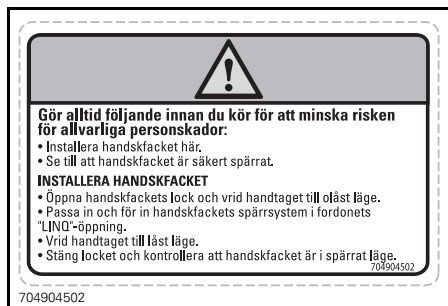 Gör alltid följande innan du kör för att minska risken
för allvarliga personskador:
• Installera handskfacket här.
• Se till att handskfacket är säkert spärrat.
INSTALLERA HANDSKFACKET
• Öppna handskfackets lock och vrid handtaget till olåst läge.
• Passa in och för in handskfackets spärrsystem i fordonets
"LINQ"-öppning.
• Vrid handtaget till låst läge.
• Stäng locket och kontrollera att handskfacket är i spärrat läge.
704904502
704904502